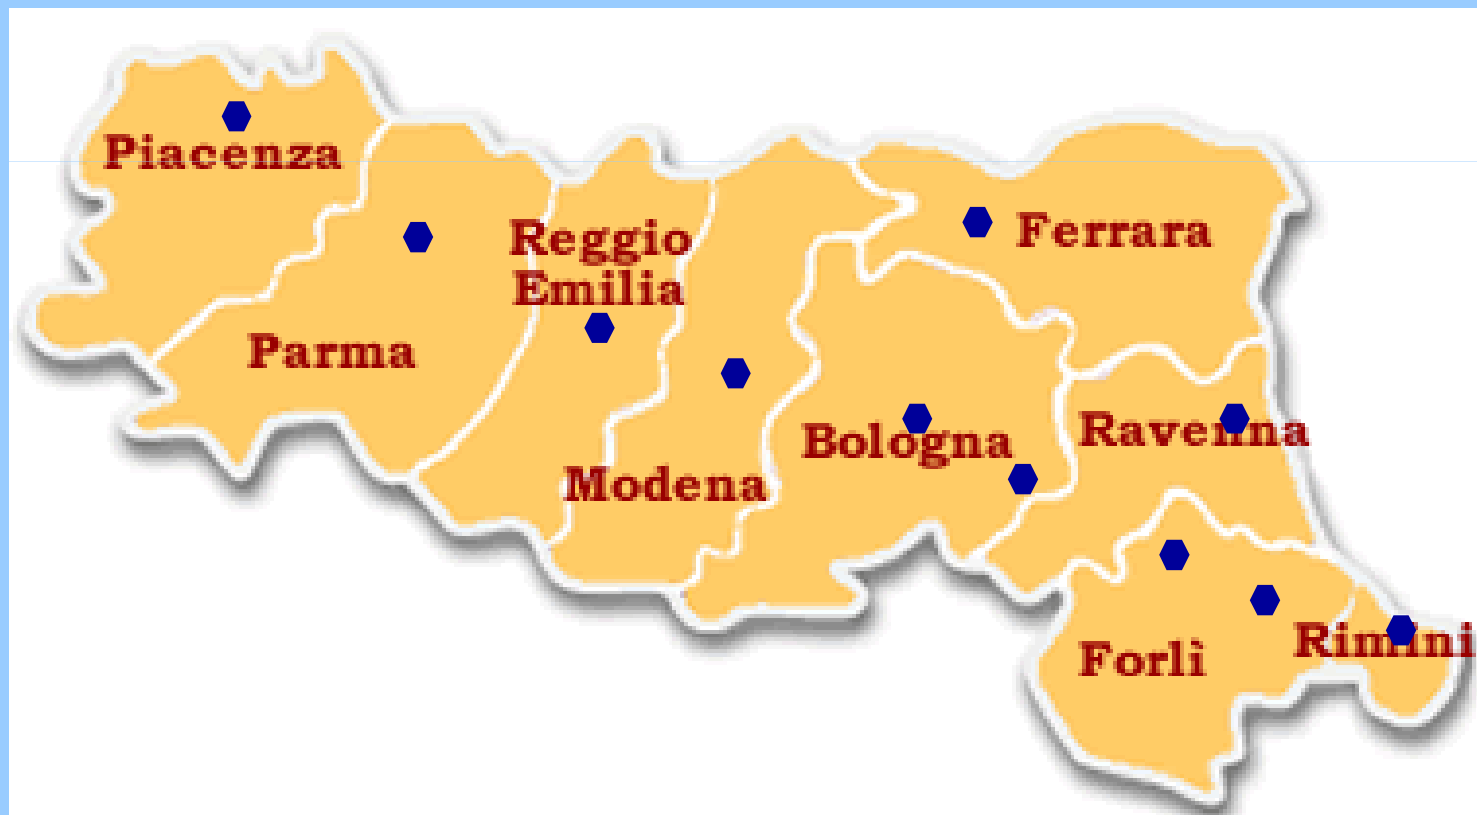 Piacenza
Reggio
Emilia
Ferrara
Parma
Bologna
Ravenna
Modena
Forlì
Rimini